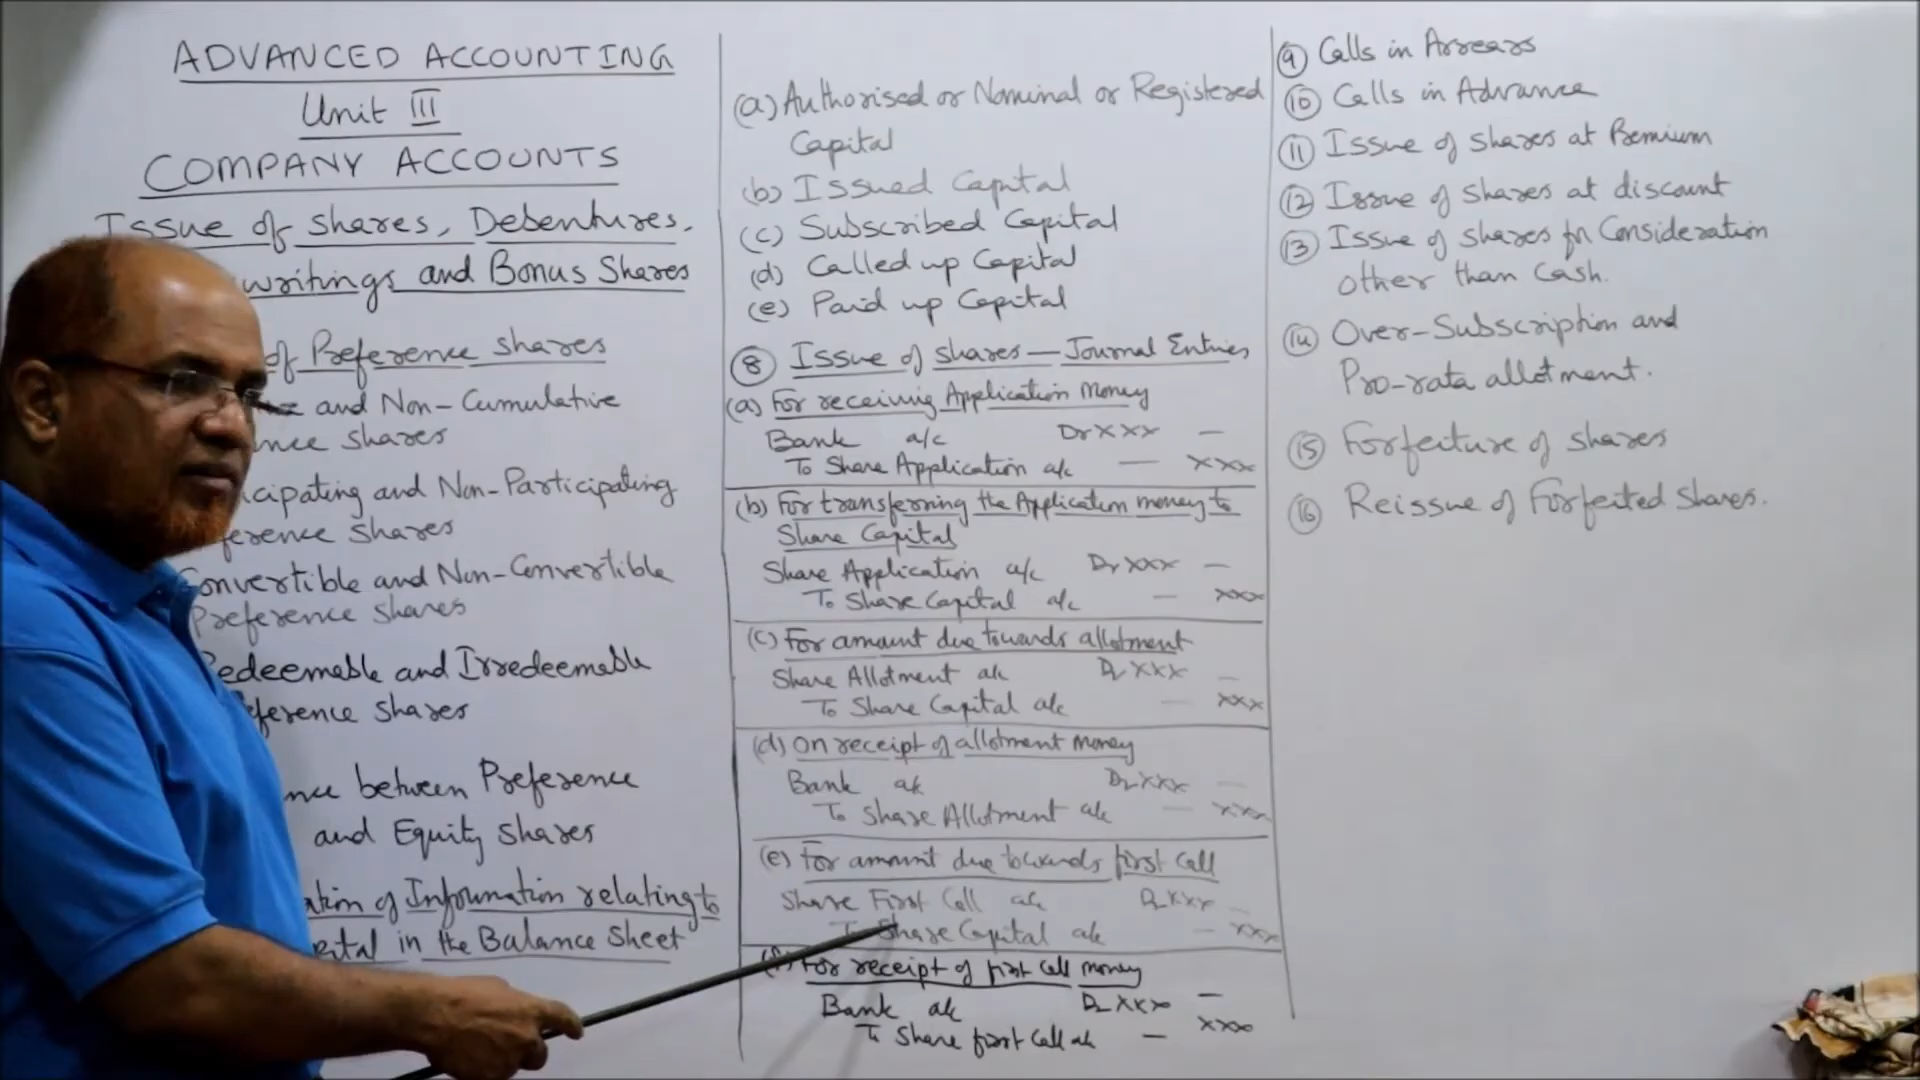 ADVANCED ACCOUNTING
Unit III
COMPANY ACCOUNTS
Issue of shares, Debentures,
writings and Bonus Shares
of Preference shares
and Non-Cumulative
nce shares
icipating and Non-Participating
ference shares
Convertible and Non-Convertible
Preference shares
Redeemable and Irredeemable
ference shares
nce between Preference
and Equity shares
ation of Information relating to
pital in the Balance Sheet
(a) Authorised or Nominal or Registered
Capital
(b) Issued Capital
(c) Subscribed Capital
(d) Called up Capital
(e) Paid up Capital
⑧ Issue of shares — Journal Entries
(a) For receiving Application Money
Bank a/c Dr XXX —
To Share Application a/c — XXX
(b) For transferring the Application money to
Share Capital
Share Application a/c Dr XXX —
To Share Capital a/c — XXX
(c) For amount due towards allotment
Share Allotment a/c Dr XXX —
To Share Capital a/c — XXX
(d) On receipt of allotment Money
Bank a/c Dr XXX —
To Share Allotment a/c — XXX
(e) For amount due towards first call
Share First Call a/c Dr XXX —
To Share Capital a/c — XXX
(f) For receipt of first call money
Bank a/c Dr XXX —
To Share first call a/c — XXX
⑨ Calls in Arrears
⑩ Calls in Advance
⑪ Issue of shares at Premium
⑫ Issue of shares at discount
⑬ Issue of shares for Consideration
other than Cash.
⑭ Over-Subscription and
Pro-rata allotment.
⑮ Forfeiture of shares
⑯ Reissue of Forfeited Shares.